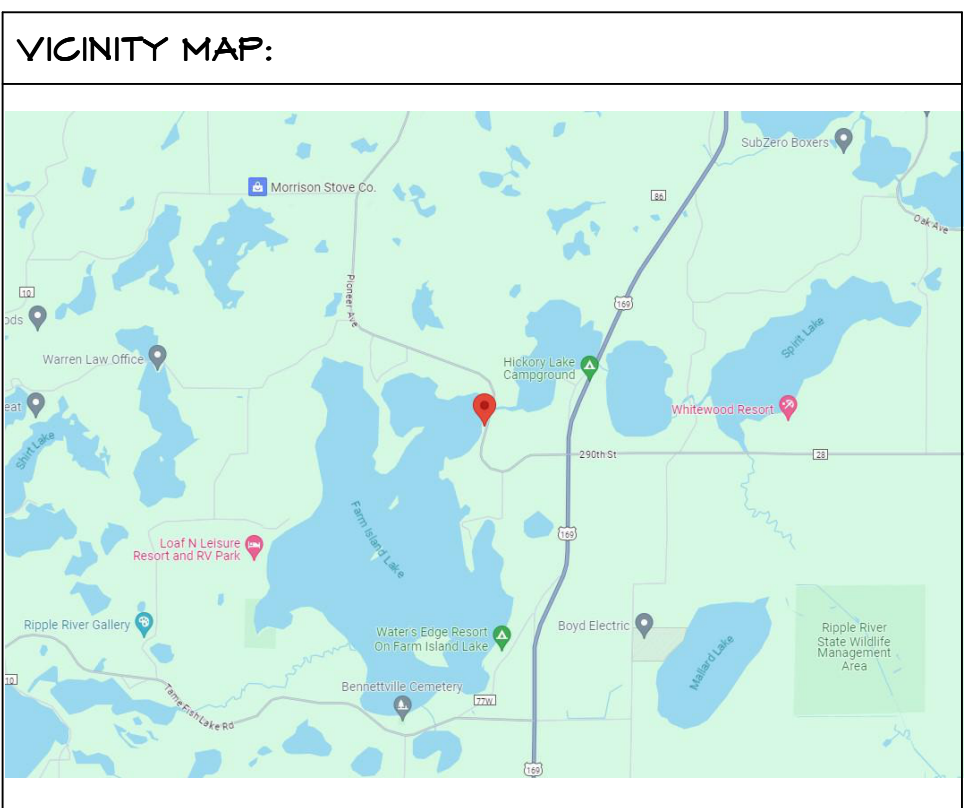 VICINITY MAP:
SubZero Boxers
Morrison Stove Co.
86
Oak Ave
10
Pioneer Ave
169
Spirit Lake
Warren Law Office
Hickory Lake
Campground
Whitewood Resort
Shirt Lake
290th St
28
Farm Island Lake
169
Loaf N Leisure
Resort and RV Park
Ripple River Gallery
Water's Edge Resort
On Farm Island Lake
Boyd Electric
Mallard Lake
Ripple River
State Wildlife
Management
Area
10
Tame Fish Lake Rd
Bennettville Cemetery
77W
169